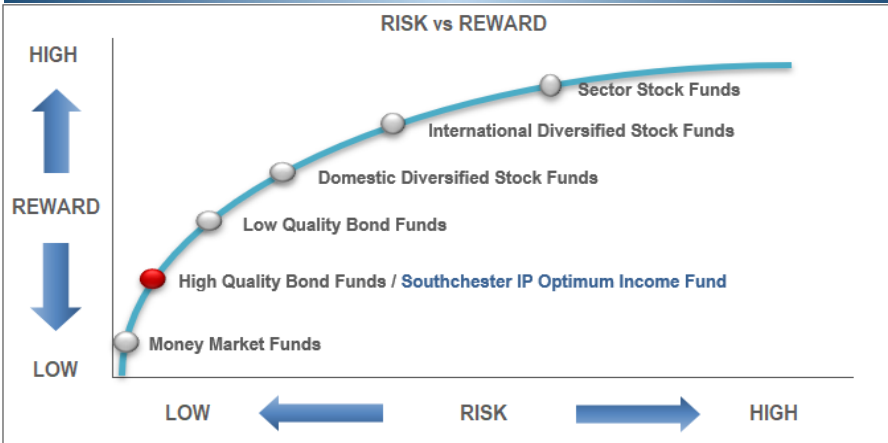 RISK vs REWARD
HIGH
Sector Stock Funds
International Diversified Stock Funds
Domestic Diversified Stock Funds
REWARD
Low Quality Bond Funds
High Quality Bond Funds / Southchester IP Optimum Income Fund
Money Market Funds
LOW
LOW RISK HIGH